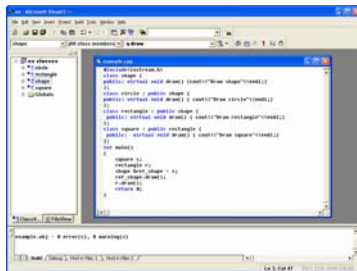 ex - Microsoft Visual C++
File Edit View Insert Project Build Tools Window Help
shape
[All class members]
draw
ex classes
circle
rectangle
shape
square
Globals
example.cpp
#include<iostream.h>
class shape {
public: virtual void draw() {cout<<"Draw shape"<<endl;}
};
class circle : public shape {
public: virtual void draw() { cout<<"Draw circle"<<endl;}
};
class rectangle : public shape {
public: virtual void draw() { cout<<"Draw rectangle"<<endl;}
};
class square : public rectangle {
public: virtual void draw() { cout<<"Draw square"<<endl;}
};
int main()
{
square s;
rectangle r;
shape &ref_shape = s;
ref_shape.draw();
r.draw();
return 0;
}
ClassV...
FileView
example.obj - 0 error(s), 0 warning(s)
Build
Debug
Find in Files 1
Find in Files 2
Ln 3, Col 47